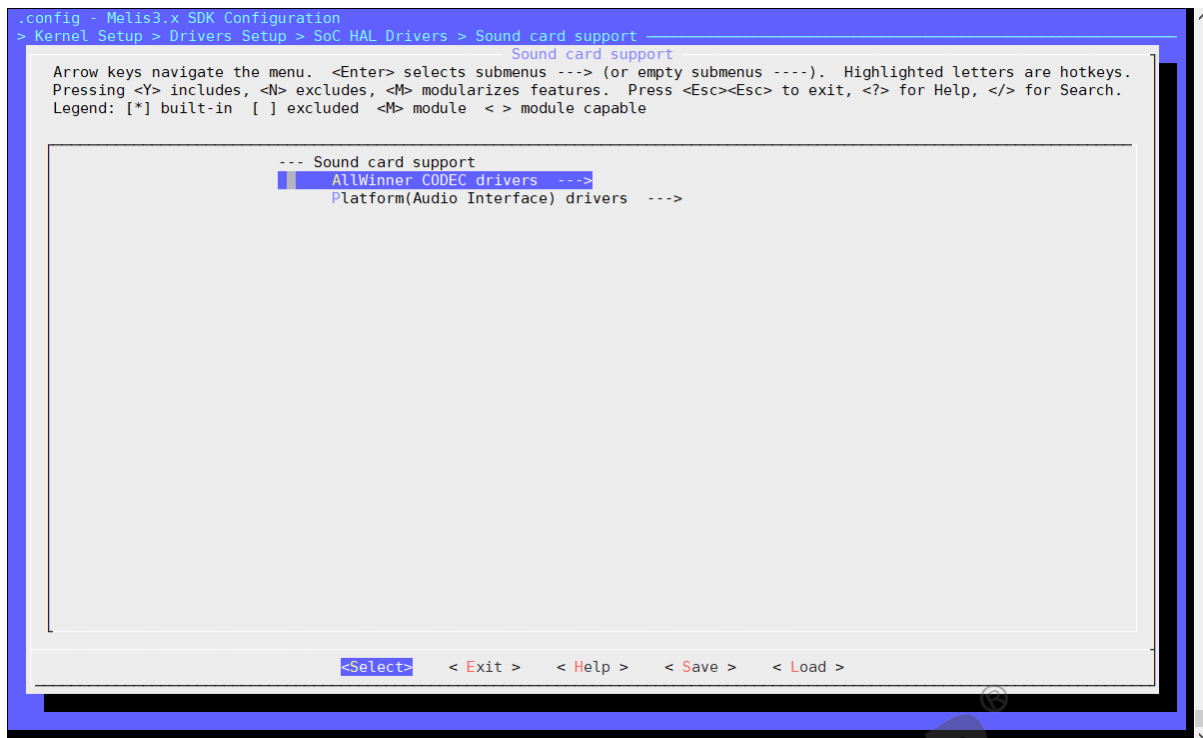 .config - Melis3.x SDK Configuration
> Kernel Setup > Drivers Setup > SoC HAL Drivers > Sound card support
Sound card support
Arrow keys navigate the menu.  <Enter> selects submenus ---> (or empty submenus ----).  Highlighted letters are hotkeys.
Pressing <Y> includes, <N> excludes, <M> modularizes features.  Press <Esc><Esc> to exit, <?> for Help, </> for Search.
Legend: [*] built-in  [ ] excluded  <M> module  < > module capable
--- Sound card support
AllWinner CODEC drivers  --->
Platform(Audio Interface) drivers  --->
<Select>    < Exit >    < Help >    < Save >    < Load >
®